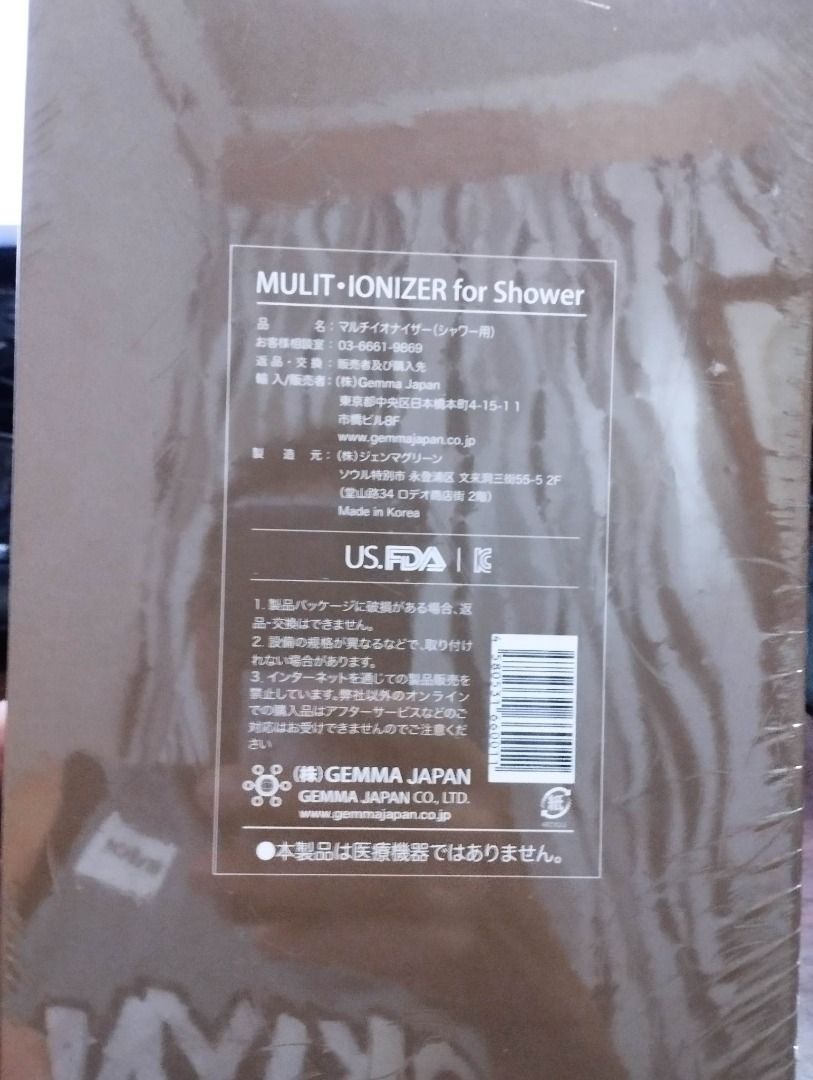 MULIT・IONIZER for Shower
品 名：マルチイオナイザー(シャワー用)
お客様相談室：03-6661-9869
返品・交換：販売者及び購入先
輸入/販売者：(株)Gemma Japan
東京都中央区日本橋本町4-15-1 1
市橋ビル8F
www.gemmajapan.co.jp
製 造 元：(株)ジェンマグリーン
ソウル特別市 永登浦区 文来洞三街55-5 2F
(堂山路34 ロデオ商店街 2階)
Made in Korea
US.FDA | KC
1. 製品パッケージに破損がある場合、返
品・交換はできません。
2. 設備の規格が異なるなどで、取り付け
れない場合があります。
3. インターネットを通じての製品販売を
禁止しています。弊社以外のオンライン
での購入品はアフターサービスなどのご
対応はお受けできませんのでご注意くだ
さい
(株)GEMMA JAPAN
GEMMA JAPAN CO., LTD.
www.gemmajapan.co.jp
紙
●本製品は医療機器ではありません。